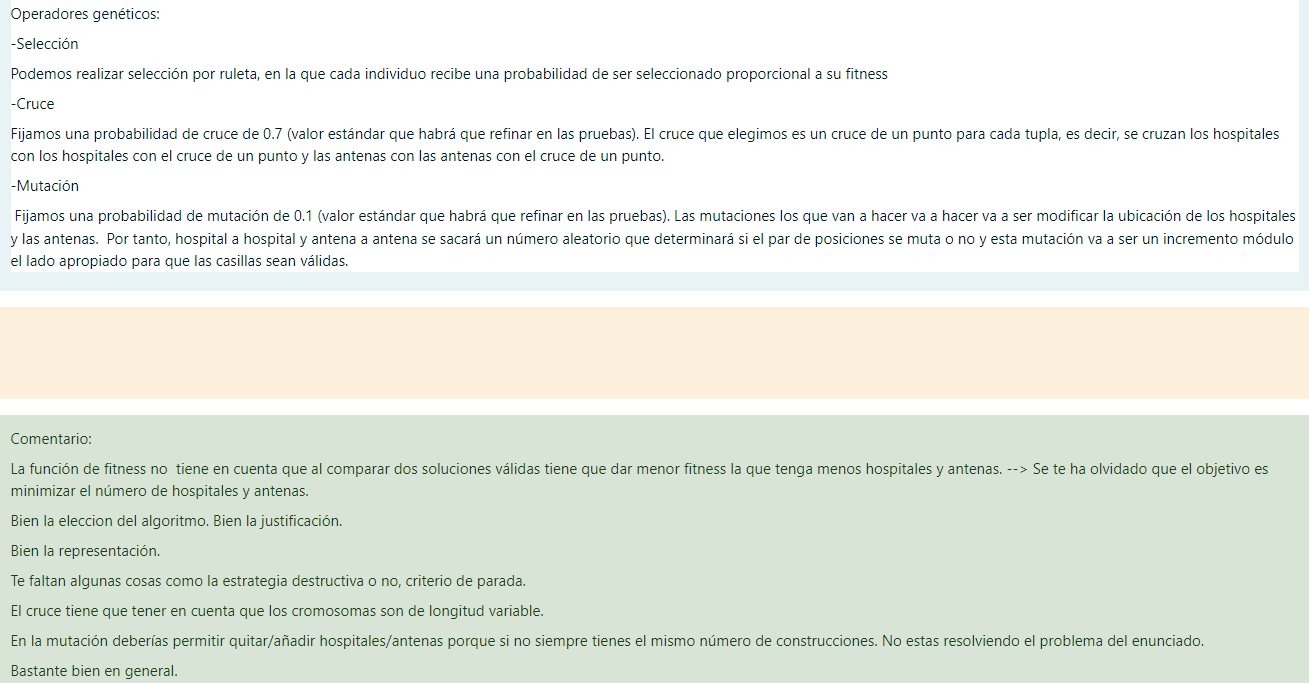 Operadores genéticos:
-Selección
Podemos realizar selección por ruleta, en la que cada individuo recibe una probabilidad de ser seleccionado proporcional a su fitness
-Cruce
Fijamos una probabilidad de cruce de 0.7 (valor estándar que habrá que refinar en las pruebas). El cruce que elegimos es un cruce de un punto para cada tupla, es decir, se cruzan los hospitales
con los hospitales con el cruce de un punto y las antenas con las antenas con el cruce de un punto.
-Mutación
Fijamos una probabilidad de mutación de 0.1 (valor estándar que habrá que refinar en las pruebas). Las mutaciones los que van a hacer va a hacer va a ser modificar la ubicación de los hospitales
y las antenas.  Por tanto, hospital a hospital y antena a antena se sacará un número aleatorio que determinará si el par de posiciones se muta o no y esta mutación va a ser un incremento módulo
el lado apropiado para que las casillas sean válidas.
Comentario:
La función de fitness no  tiene en cuenta que al comparar dos soluciones válidas tiene que dar menor fitness la que tenga menos hospitales y antenas. --> Se te ha olvidado que el objetivo es
minimizar el número de hospitales y antenas.
Bien la eleccion del algoritmo. Bien la justificación.
Bien la representación.
Te faltan algunas cosas como la estrategia destructiva o no, criterio de parada.
El cruce tiene que tener en cuenta que los cromosomas son de longitud variable.
En la mutación deberías permitir quitar/añadir hospitales/antenas porque si no siempre tienes el mismo número de construcciones. No estas resolviendo el problema del enunciado.
Bastante bien en general.